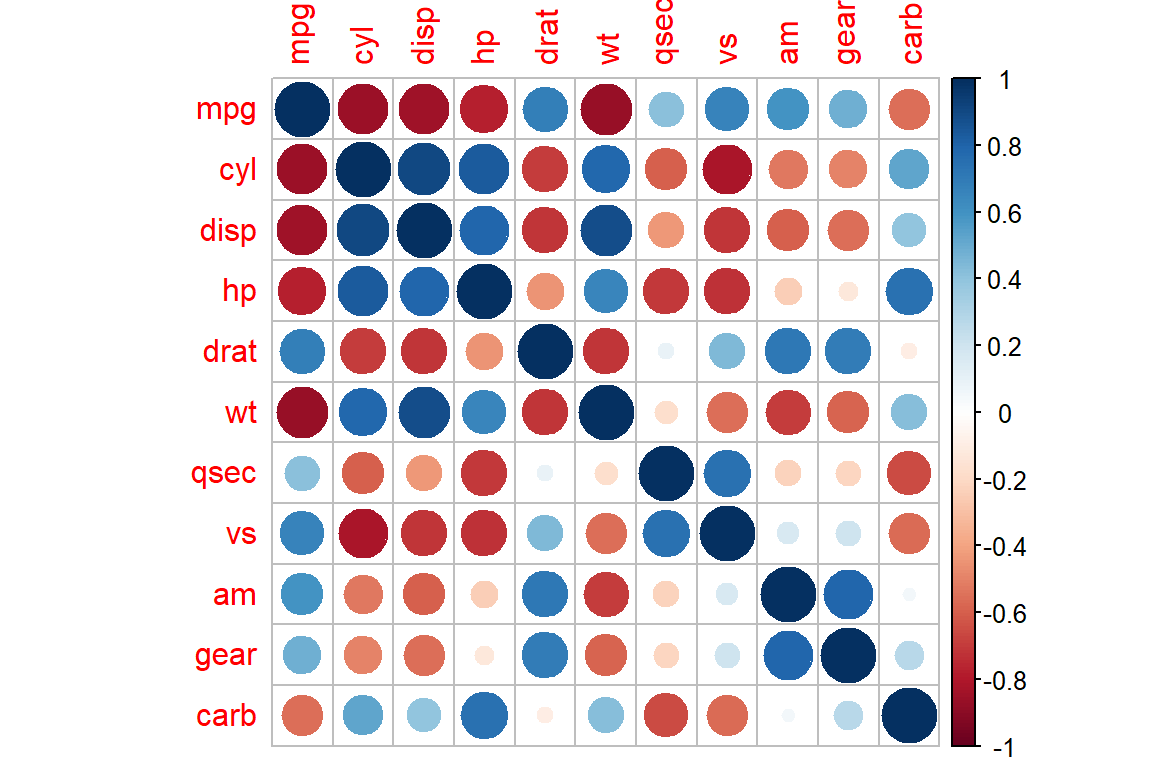 mpg cyl disp hp drat wt qsec vs am gear carb
mpg
cyl
disp
hp
drat
wt
qsec
vs
am
gear
carb
1
0.8
0.6
0.4
0.2
0
-0.2
-0.4
-0.6
-0.8
-1